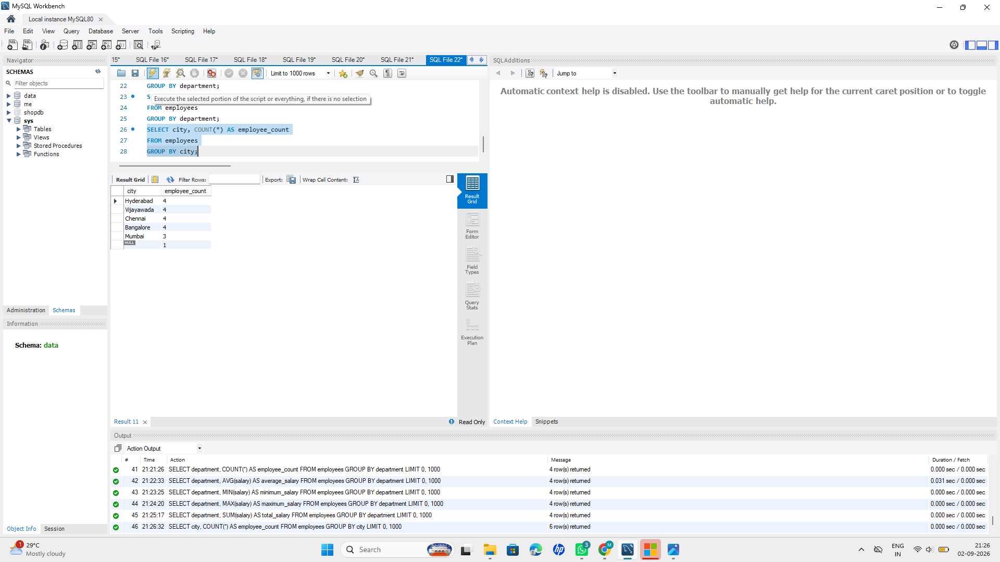 MySQL Workbench
Local instance MySQL80
File Edit View Query Database Server Tools Scripting Help
Navigator
SCHEMAS
Filter objects
data
me
shopdb
sys
Tables
Views
Stored Procedures
Functions
Administration Schemas
Information
Schema: data
Object Info Session
15* SQL File 16* SQL File 17* SQL File 18* SQL File 19* SQL File 20* SQL File 21* SQL File 22*
Limit to 1000 rows
22 GROUP BY department;
23 S
Execute the selected portion of the script or everything, if there is no selection
24 FROM employees
25 GROUP BY department;
26 SELECT city, COUNT(*) AS employee_count
27 FROM employees
28 GROUP BY city;
Result Grid Filter Rows: Export: Wrap Cell Content:
city employee_count
Hyderabad 4
Vijayawada 4
Chennai 4
Bangalore 4
Mumbai 3
NULL 1
Result Grid
Form Editor
Field Types
Query Stats
Execution Plan
Result 11
Read Only
SQLAdditions
Jump to
Automatic context help is disabled. Use the toolbar to manually get help for the current caret position or to toggle
automatic help.
Context Help Snippets
Output
Action Output
# Time Action Message Duration / Fetch
41 21:21:26 SELECT department, COUNT(*) AS employee_count FROM employees GROUP BY department LIMIT 0, 1000 4 row(s) returned 0.000 sec / 0.000 sec
42 21:22:33 SELECT department, AVG(salary) AS average_salary FROM employees GROUP BY department LIMIT 0, 1000 4 row(s) returned 0.031 sec / 0.000 sec
43 21:23:25 SELECT department, MIN(salary) AS minimum_salary FROM employees GROUP BY department LIMIT 0, 1000 4 row(s) returned 0.000 sec / 0.000 sec
44 21:24:20 SELECT department, MAX(salary) AS maximum_salary FROM employees GROUP BY department LIMIT 0, 1000 4 row(s) returned 0.000 sec / 0.000 sec
45 21:25:17 SELECT department, SUM(salary) AS total_salary FROM employees GROUP BY department LIMIT 0, 1000 4 row(s) returned 0.000 sec / 0.000 sec
46 21:26:32 SELECT city, COUNT(*) AS employee_count FROM employees GROUP BY city LIMIT 0, 1000 6 row(s) returned 0.000 sec / 0.000 sec
1
29°C
Mostly cloudy
Search
hp
3
M
ENG
IN
21:26
02-09-2026